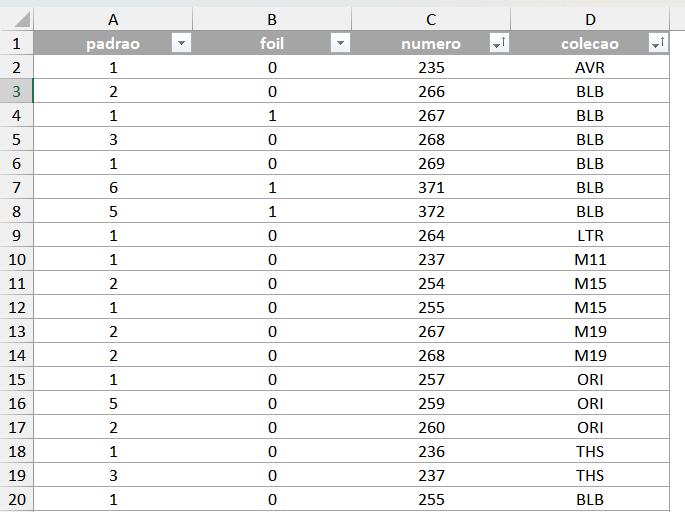 A B C D
1 padrao foil numero colecao
2 1 0 235 AVR
3 2 0 266 BLB
4 1 1 267 BLB
5 3 0 268 BLB
6 1 0 269 BLB
7 6 1 371 BLB
8 5 1 372 BLB
9 1 0 264 LTR
10 1 0 237 M11
11 2 0 254 M15
12 1 0 255 M15
13 2 0 267 M19
14 2 0 268 M19
15 1 0 257 ORI
16 5 0 259 ORI
17 2 0 260 ORI
18 1 0 236 THS
19 3 0 237 THS
20 1 0 255 BLB